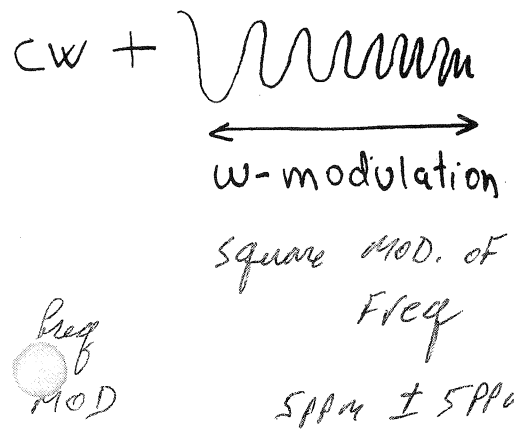 CW +
ω-modulation
square MOD. of
Freq
freq
MOD
5ppm ± 5ppm